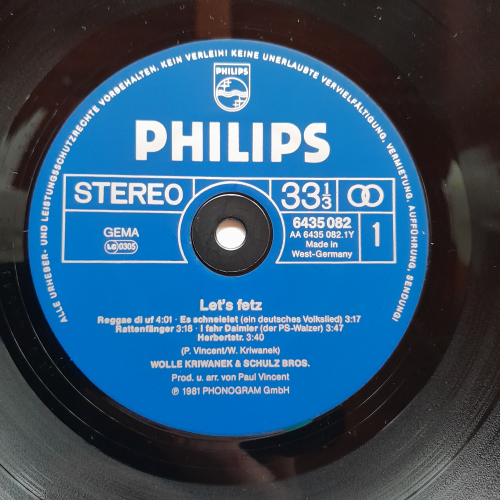 ALLE URHEBER- UND LEISTUNGSSCHUTZRECHTE VORBEHALTEN. KEIN VERLEIH! KEINE UNERLAUBTE VERVIELFÄLTIGUNG, VERMIETUNG, AUFFÜHRUNG, SENDUNG!
PHILIPS
PHILIPS
STEREO 33 1/3
GEMA
LC 0305
6435 082
AA 6435 082.1Y
Made in
West-Germany
1
Let's fetz
Reggae di uf 4:01 · Es schneielet (ein deutsches Volkslied) 3:17
Rattenfänger 3:18 · I fahr Daimler (der PS-Walzer) 3:47
Herbertstr. 3:40
(P. Vincent/W. Kriwanek)
WOLLE KRIWANEK & SCHULZ BROS.
Prod. u. arr. von Paul Vincent
℗ 1981 PHONOGRAM GmbH